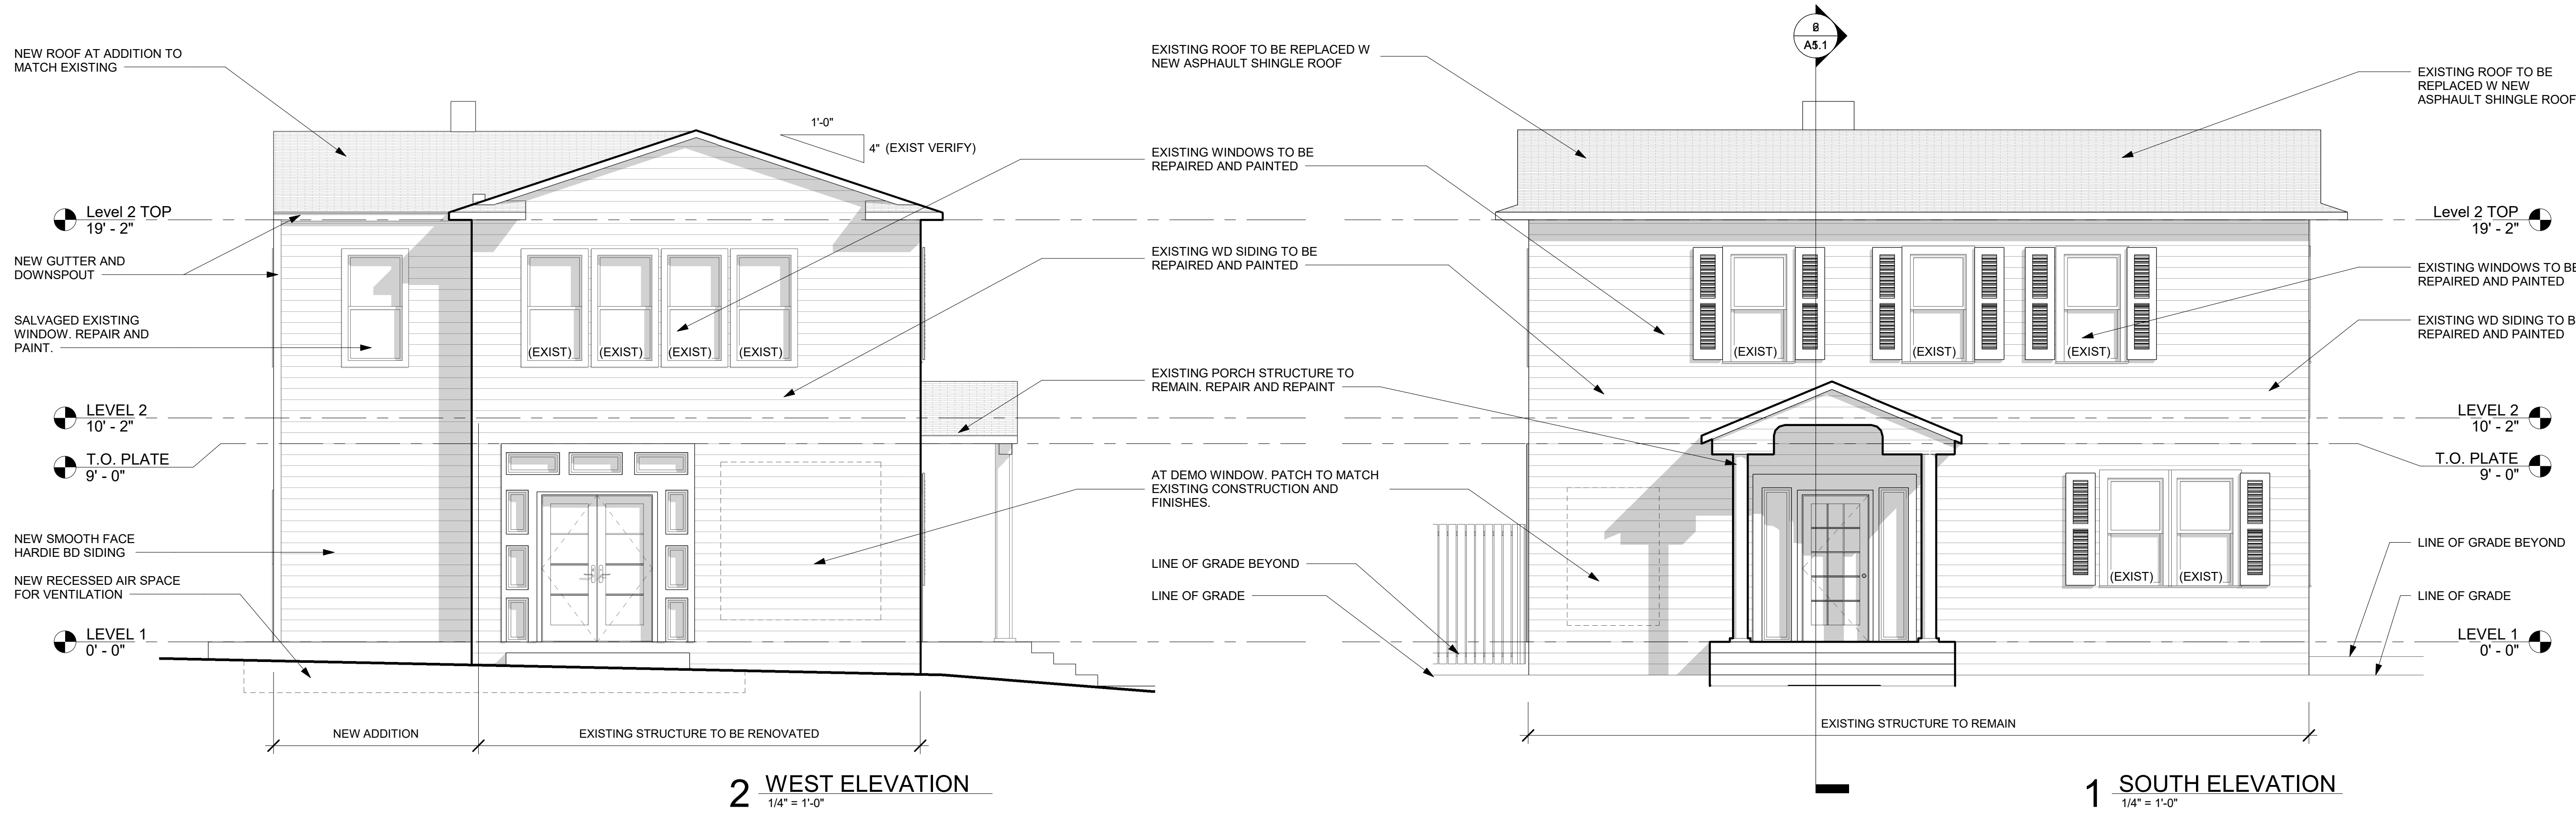 NEW ROOF AT ADDITION TO
MATCH EXISTING
1'-0"
4" (EXIST VERIFY)
Level 2 TOP
19' - 2"
NEW GUTTER AND
DOWNSPOUT
SALVAGED EXISTING
WINDOW. REPAIR AND
PAINT.
(EXIST)
(EXIST)
(EXIST)
(EXIST)
LEVEL 2
10' - 2"
T.O. PLATE
9' - 0"
NEW SMOOTH FACE
HARDIE BD SIDING
NEW RECESSED AIR SPACE
FOR VENTILATION
LEVEL 1
0' - 0"
NEW ADDITION
EXISTING STRUCTURE TO BE RENOVATED
2 WEST ELEVATION
1/4" = 1'-0"
EXISTING ROOF TO BE REPLACED W
NEW ASPHAULT SHINGLE ROOF
EXISTING WINDOWS TO BE
REPAIRED AND PAINTED
EXISTING WD SIDING TO BE
REPAIRED AND PAINTED
EXISTING PORCH STRUCTURE TO
REMAIN. REPAIR AND REPAINT
AT DEMO WINDOW. PATCH TO MATCH
EXISTING CONSTRUCTION AND
FINISHES.
LINE OF GRADE BEYOND
LINE OF GRADE
(EXIST)
(EXIST)
(EXIST)
(EXIST)
(EXIST)
EXISTING ROOF TO BE
REPLACED W NEW
ASPHAULT SHINGLE ROOF
Level 2 TOP
19' - 2"
EXISTING WINDOWS TO BE
REPAIRED AND PAINTED
EXISTING WD SIDING TO B
REPAIRED AND PAINTED
LEVEL 2
10' - 2"
T.O. PLATE
9' - 0"
LINE OF GRADE BEYOND
LINE OF GRADE
LEVEL 1
0' - 0"
EXISTING STRUCTURE TO REMAIN
1 SOUTH ELEVATION
1/4" = 1'-0"